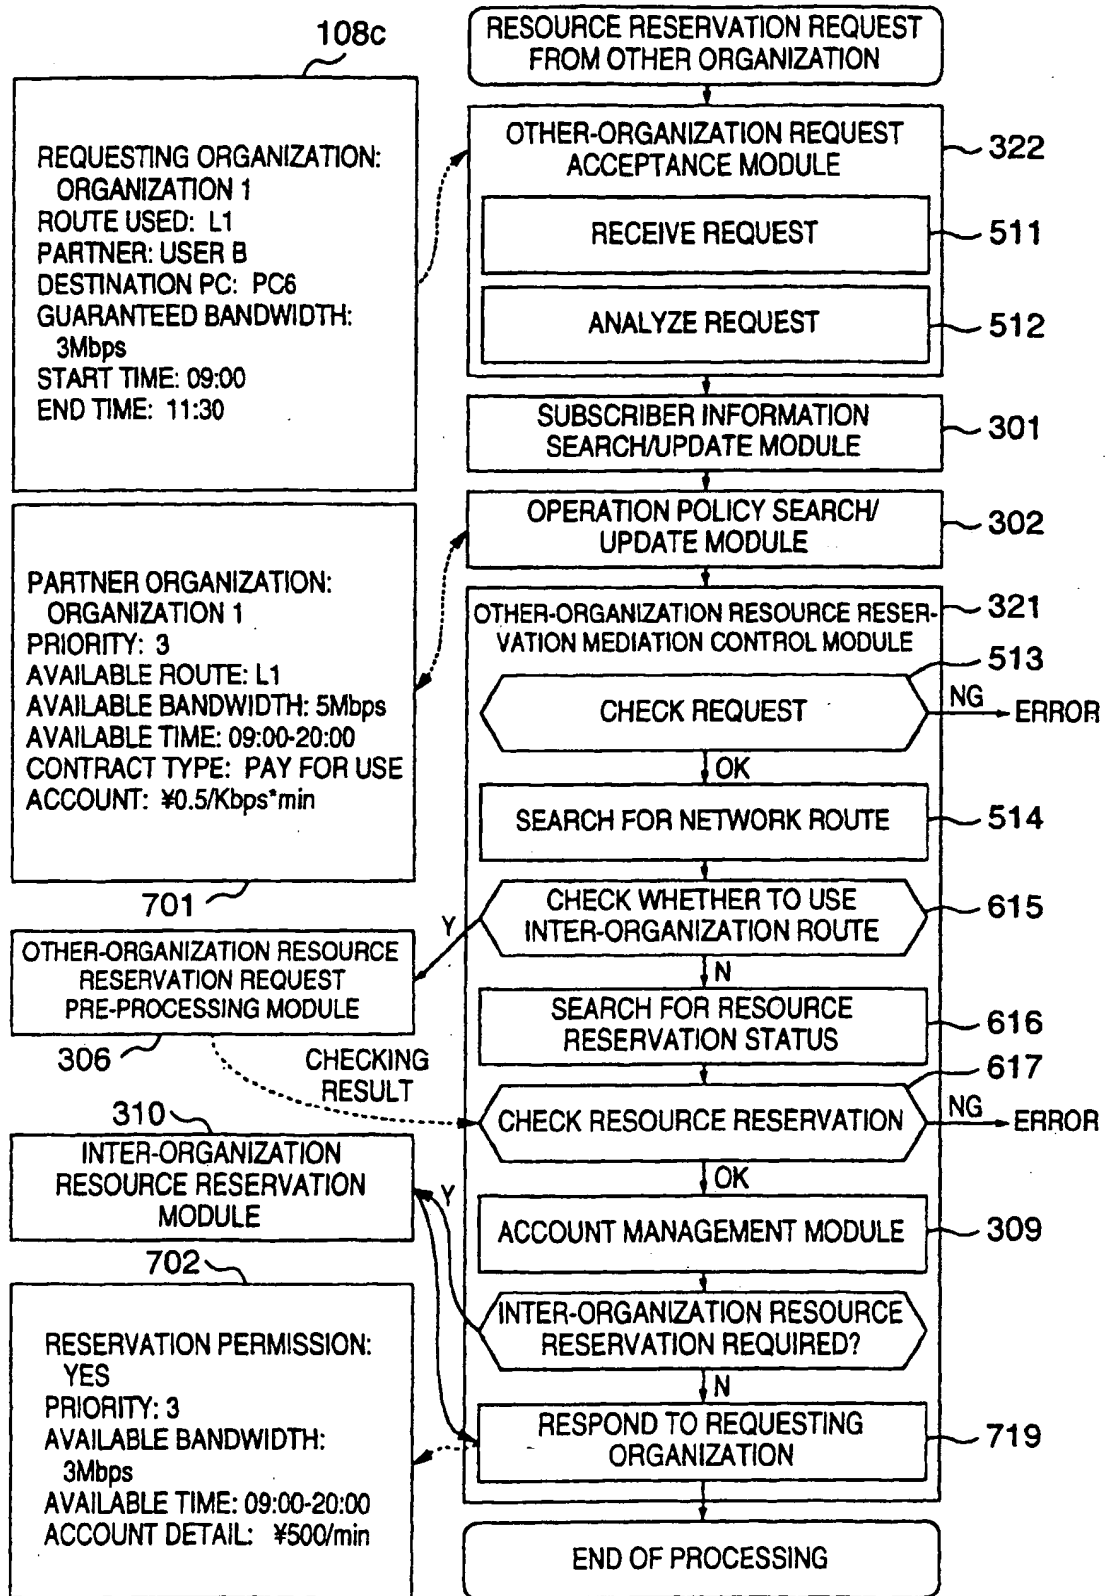 108c
REQUESTING ORGANIZATION:
ORGANIZATION 1
ROUTE USED: L1
PARTNER: USER B
DESTINATION PC: PC6
GUARANTEED BANDWIDTH:
3Mbps
START TIME: 09:00
END TIME: 11:30
PARTNER ORGANIZATION:
ORGANIZATION 1
PRIORITY: 3
AVAILABLE ROUTE: L1
AVAILABLE BANDWIDTH: 5Mbps
AVAILABLE TIME: 09:00-20:00
CONTRACT TYPE: PAY FOR USE
ACCOUNT: ¥0.5/Kbps*min
701
OTHER-ORGANIZATION RESOURCE
RESERVATION REQUEST
PRE-PROCESSING MODULE
306
CHECKING
RESULT
310
INTER-ORGANIZATION
RESOURCE RESERVATION
MODULE
702
RESERVATION PERMISSION:
YES
PRIORITY: 3
AVAILABLE BANDWIDTH:
3Mbps
AVAILABLE TIME: 09:00-20:00
ACCOUNT DETAIL: ¥500/min
RESOURCE RESERVATION REQUEST
FROM OTHER ORGANIZATION
OTHER-ORGANIZATION REQUEST
ACCEPTANCE MODULE
322
RECEIVE REQUEST
511
ANALYZE REQUEST
512
SUBSCRIBER INFORMATION
SEARCH/UPDATE MODULE
301
OPERATION POLICY SEARCH/
UPDATE MODULE
302
OTHER-ORGANIZATION RESOURCE RESER-
VATION MEDIATION CONTROL MODULE
321
513
CHECK REQUEST
NG
ERROR
OK
SEARCH FOR NETWORK ROUTE
514
CHECK WHETHER TO USE
INTER-ORGANIZATION ROUTE
615
Y
N
SEARCH FOR RESOURCE
RESERVATION STATUS
616
617
CHECK RESOURCE RESERVATION
NG
ERROR
OK
ACCOUNT MANAGEMENT MODULE
309
Y
INTER-ORGANIZATION RESOURCE
RESERVATION REQUIRED?
N
RESPOND TO REQUESTING
ORGANIZATION
719
END OF PROCESSING